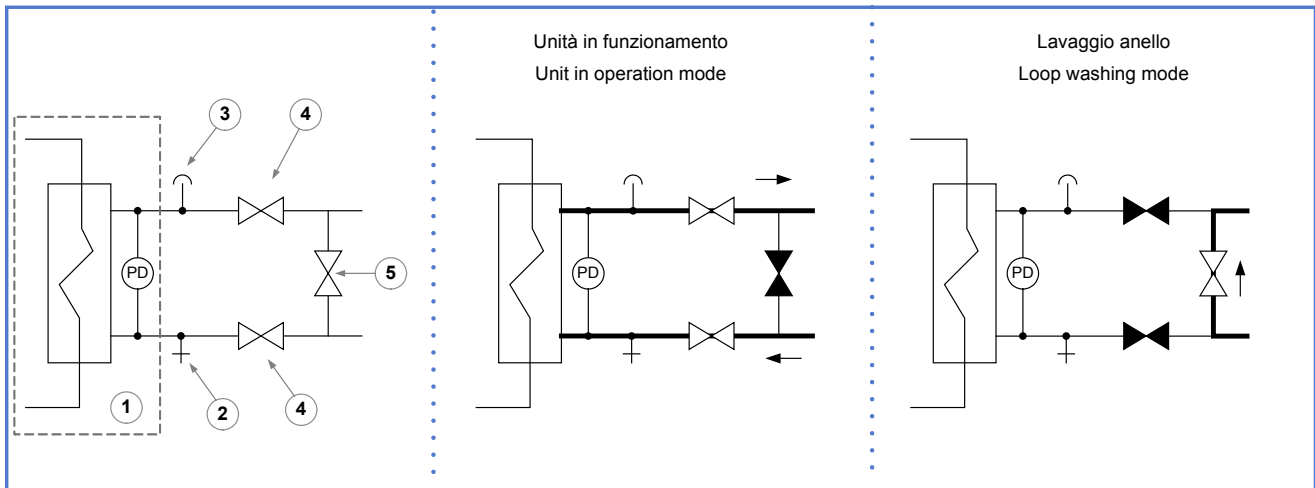 Unità in funzionamento
Unit in operation mode
Lavaggio anello
Loop washing mode
3
4
PD
5
1
2
4
PD
PD